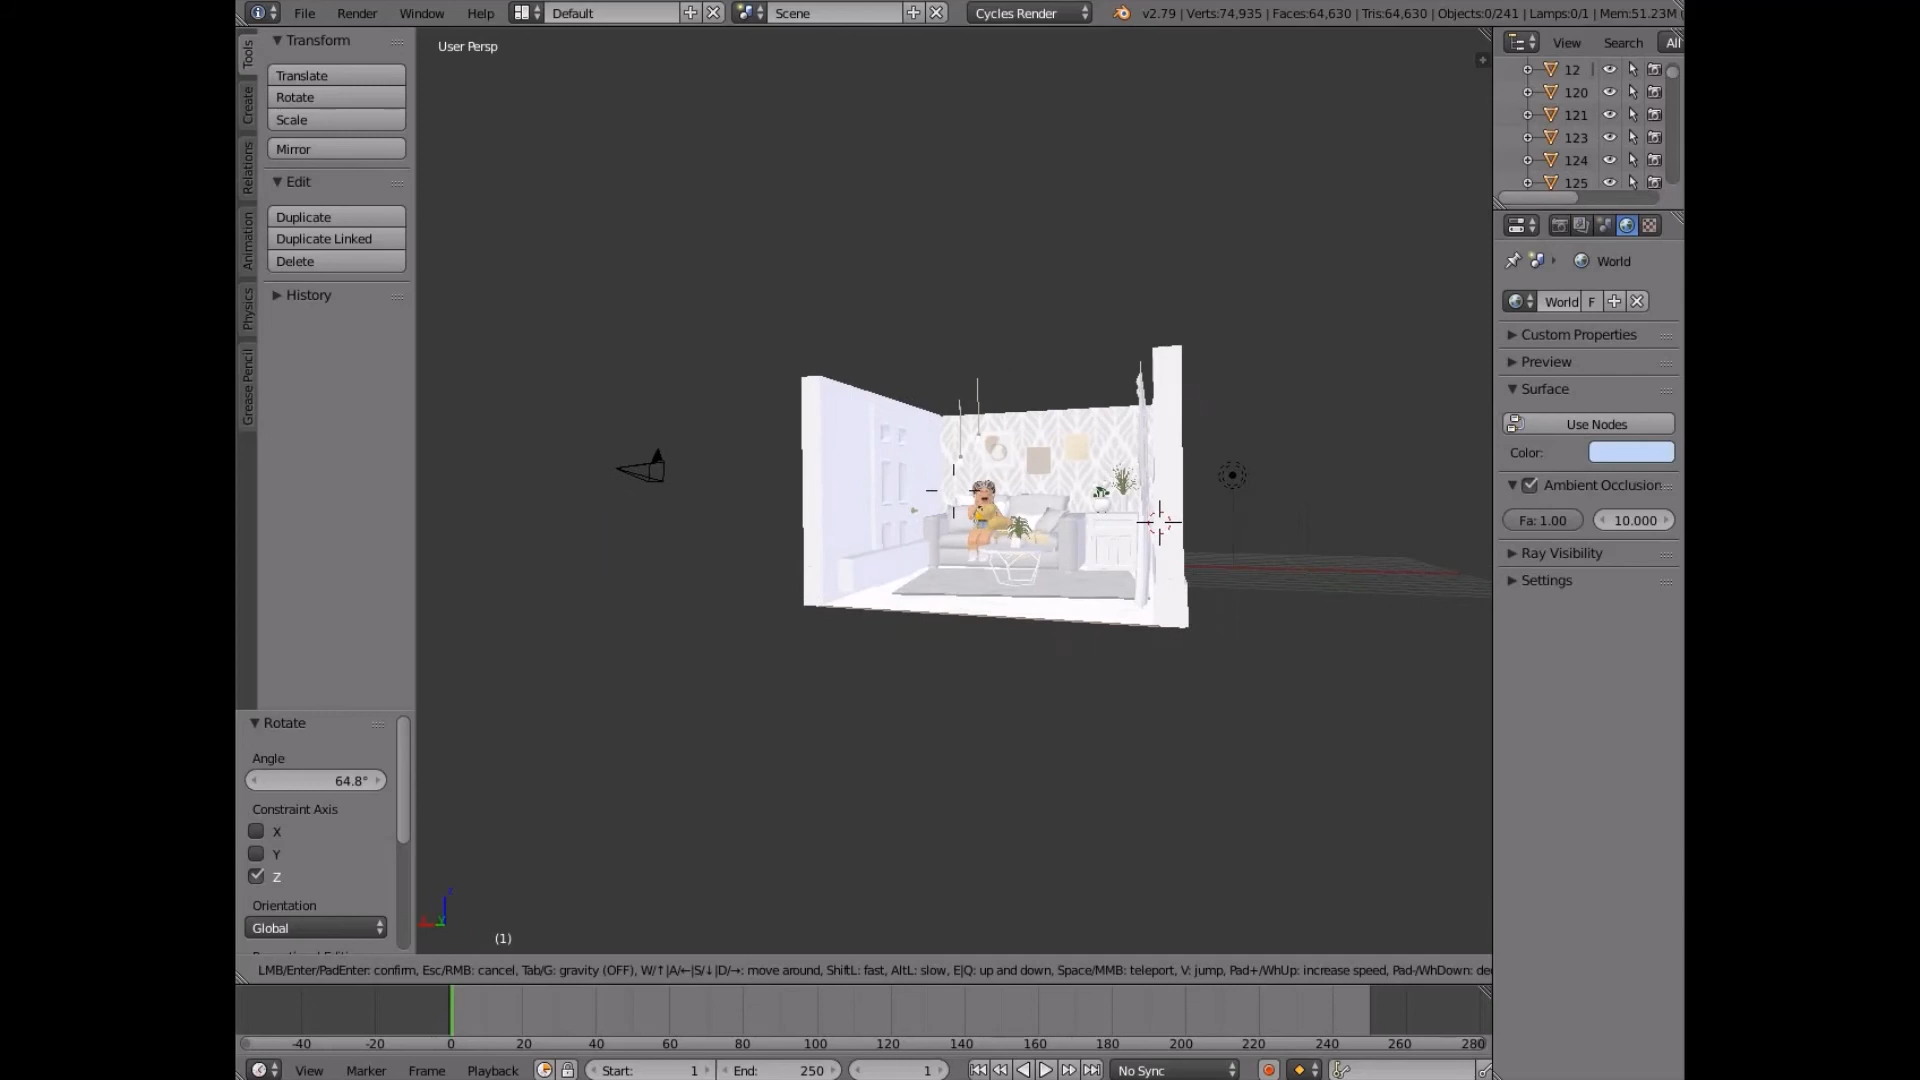 File Render Window Help Default Scene Cycles Render v2.79 | Verts:74,935 | Faces:64,630 | Tris:64,630 | Objects:0/241 | Lamps:0/1 | Mem:51.23M
Tools
Create
Relations
Animation
Physics
Grease Pencil
Transform
Translate
Rotate
Scale
Mirror
Edit
Duplicate
Duplicate Linked
Delete
History
Rotate
Angle
64.8°
Constraint Axis
X
Y
Z
Orientation
Global
User Persp
(1)
View Search All
12
120
121
123
124
125
World
World F
Custom Properties
Preview
Surface
Use Nodes
Color:
Ambient Occlusion
Fa: 1.00 10.000
Ray Visibility
Settings
LMB/Enter/PadEnter: confirm, Esc/RMB: cancel, Tab/G: gravity (OFF), W/↑|A/←|S/↓|D/→: move around, ShiftL: fast, AltL: slow, E|Q: up and down, Space/MMB: teleport, V: jump, Pad+/WhUp: increase speed, Pad-/WhDown: de
-40 -20 0 20 40 60 80 100 120 140 160 180 200 220 240 260 280
View Marker Frame Playback Start: 1 End: 250 1 No Sync